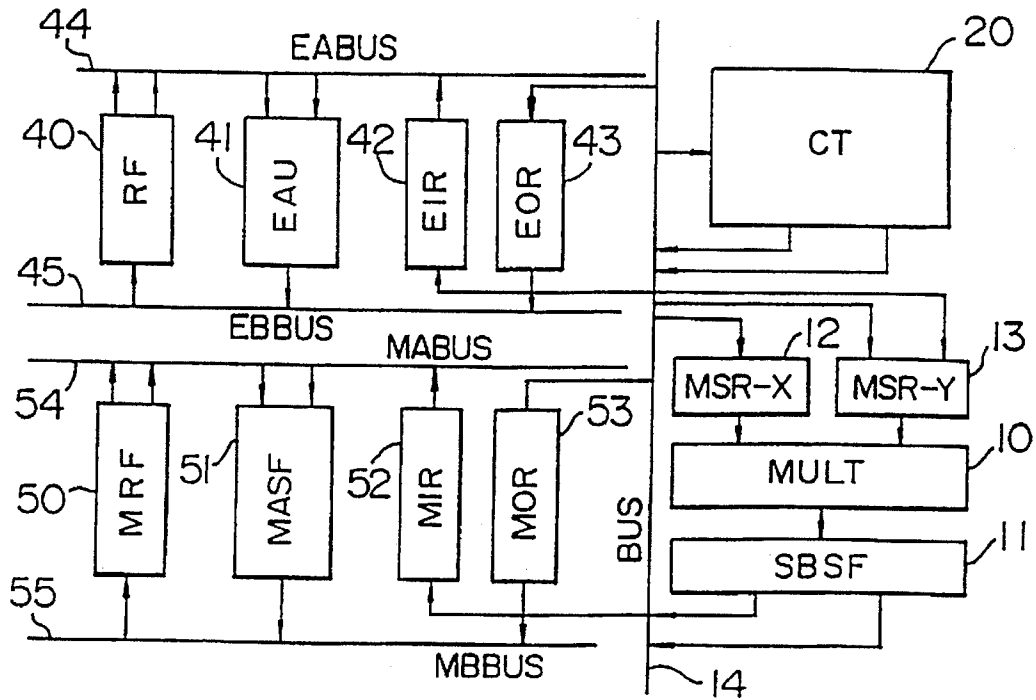 44
EABUS
20
40
RF
41
EAU
42
EIR
43
EOR
CT
45
EBBUS
MABUS
12
13
54
MSR-X
MSR-Y
53
10
50
MRF
51
MASF
52
MIR
MOR
MULT
BUS
11
SBSF
55
MBBUS
14